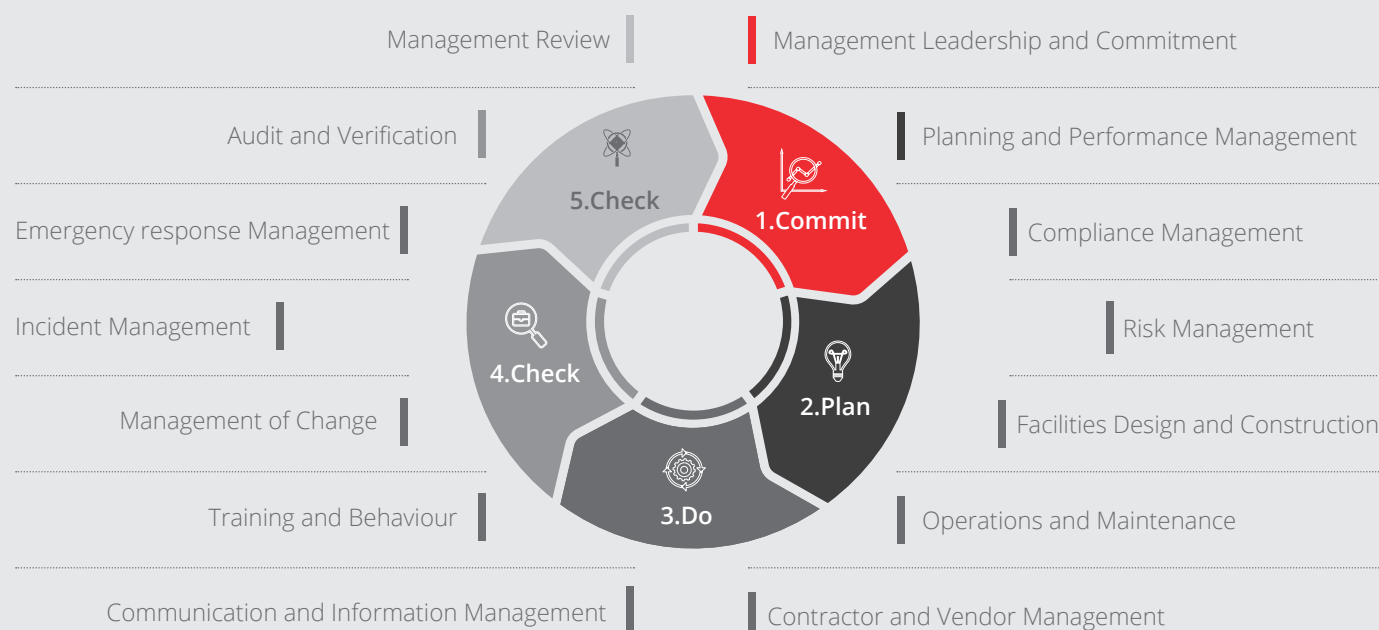 Management Review
Management Leadership and Commitment
Audit and Verification
Planning and Performance Management
Emergency response Management
Compliance Management
Incident Management
Risk Management
Management of Change
Facilities Design and Construction
Training and Behaviour
Operations and Maintenance
Communication and Information Management
Contractor and Vendor Management
1.Commit
2.Plan
3.Do
4.Check
5.Check